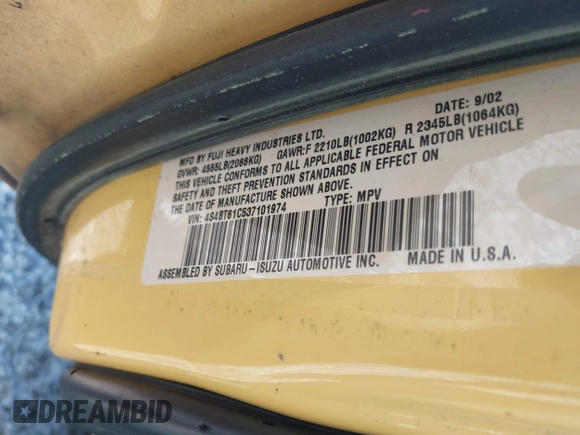 MFD BY FUJI HEAVY INDUSTRIES LTD. DATE: 9/02
GVWR: 4555LB(2066KG) GAWR:F 2210LB(1002KG) R 2345LB(1064KG)
THIS VEHICLE CONFORMS TO ALL APPLICABLE FEDERAL MOTOR VEHICLE
SAFETY AND THEFT PREVENTION STANDARDS IN EFFECT ON
THE DATE OF MANUFACTURE SHOWN ABOVE.
VIN: 4S4BT61C537101974 TYPE: MPV
ASSEMBLED BY SUBARU-ISUZU AUTOMOTIVE INC. MADE IN U.S.A.
DREAMBID